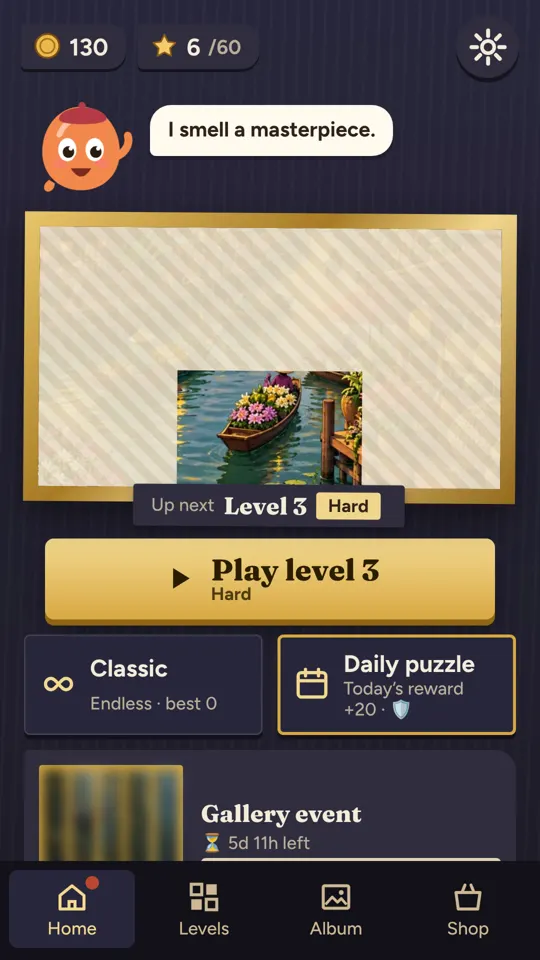 130
6 /60
I smell a masterpiece.
Up next Level 3 Hard
Play level 3
Hard
Classic
Endless · best 0
Daily puzzle
Today's reward
+20 ·
Gallery event
5d 11h left
Home
Levels
Album
Shop